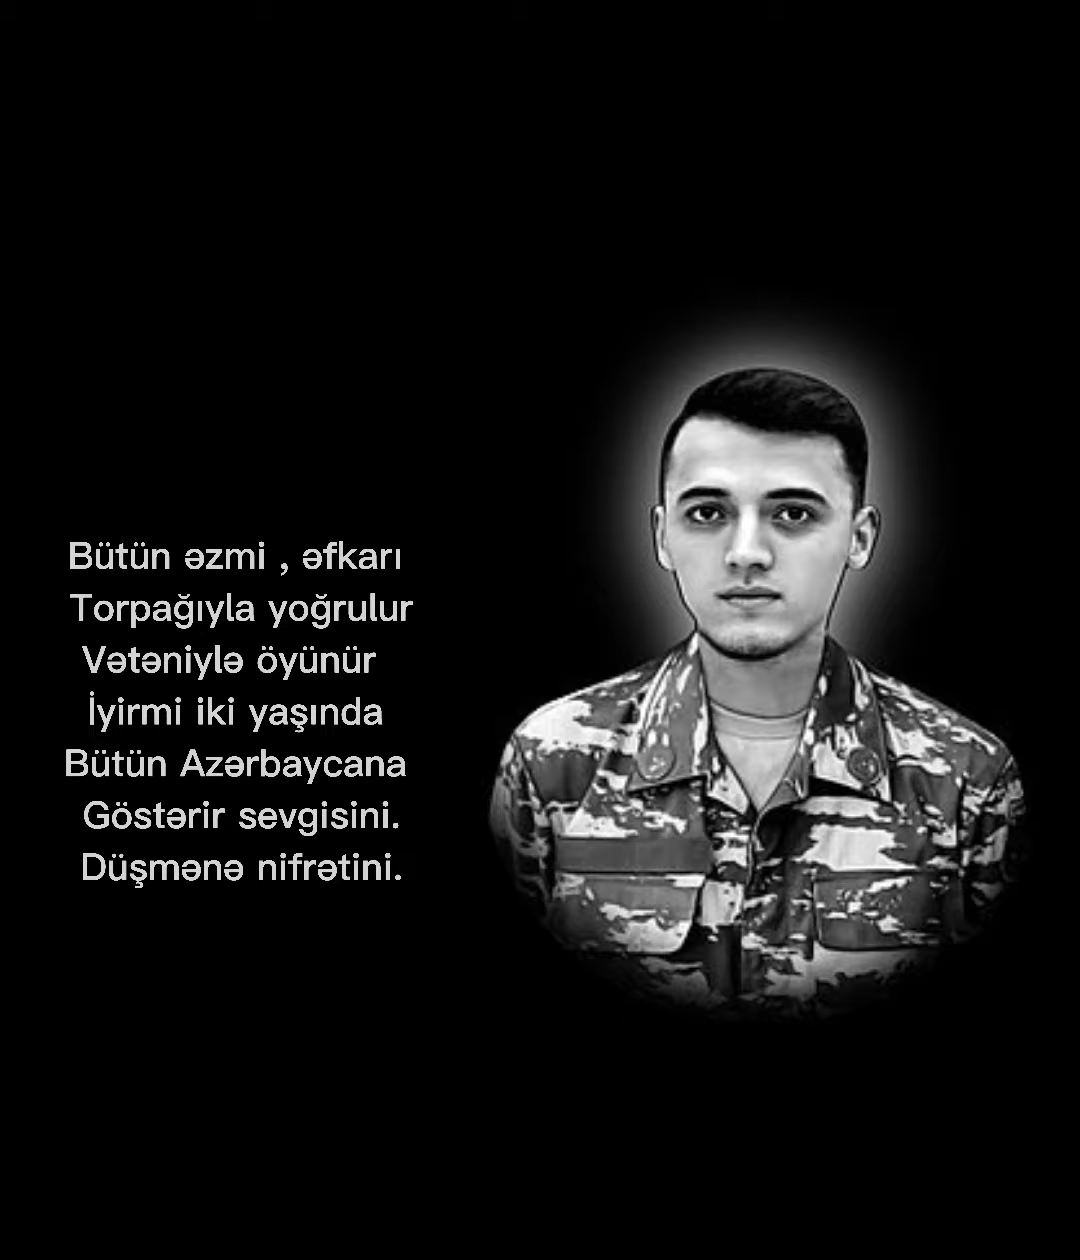 Bütün əzmi , əfkarı
Torpağıyla yoğrulur
Vətəniylə öyünür
İyirmi iki yaşında
Bütün Azərbaycana
Göstərir sevgisini.
Düşmənə nifrətini.